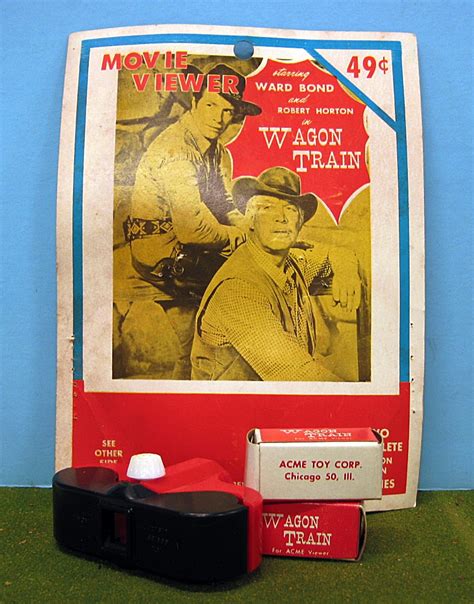 MOVIE
VIEWER
starring
WARD BOND
and
ROBERT HORTON
in
WAGON
TRAIN
49¢
SEE
OTHER
SIDE
WAGON TRAIN
ACME TOY CORP.
Chicago 50, Ill.
WAGON TRAIN
For ACME Viewer